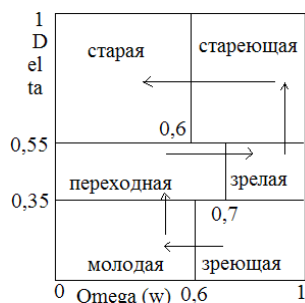 1
D
el
ta
старая
стареющая
0,6
0,55
переходная
зрелая
0,35
0,7
молодая
зреющая
0
Omega (w)
0,6
1